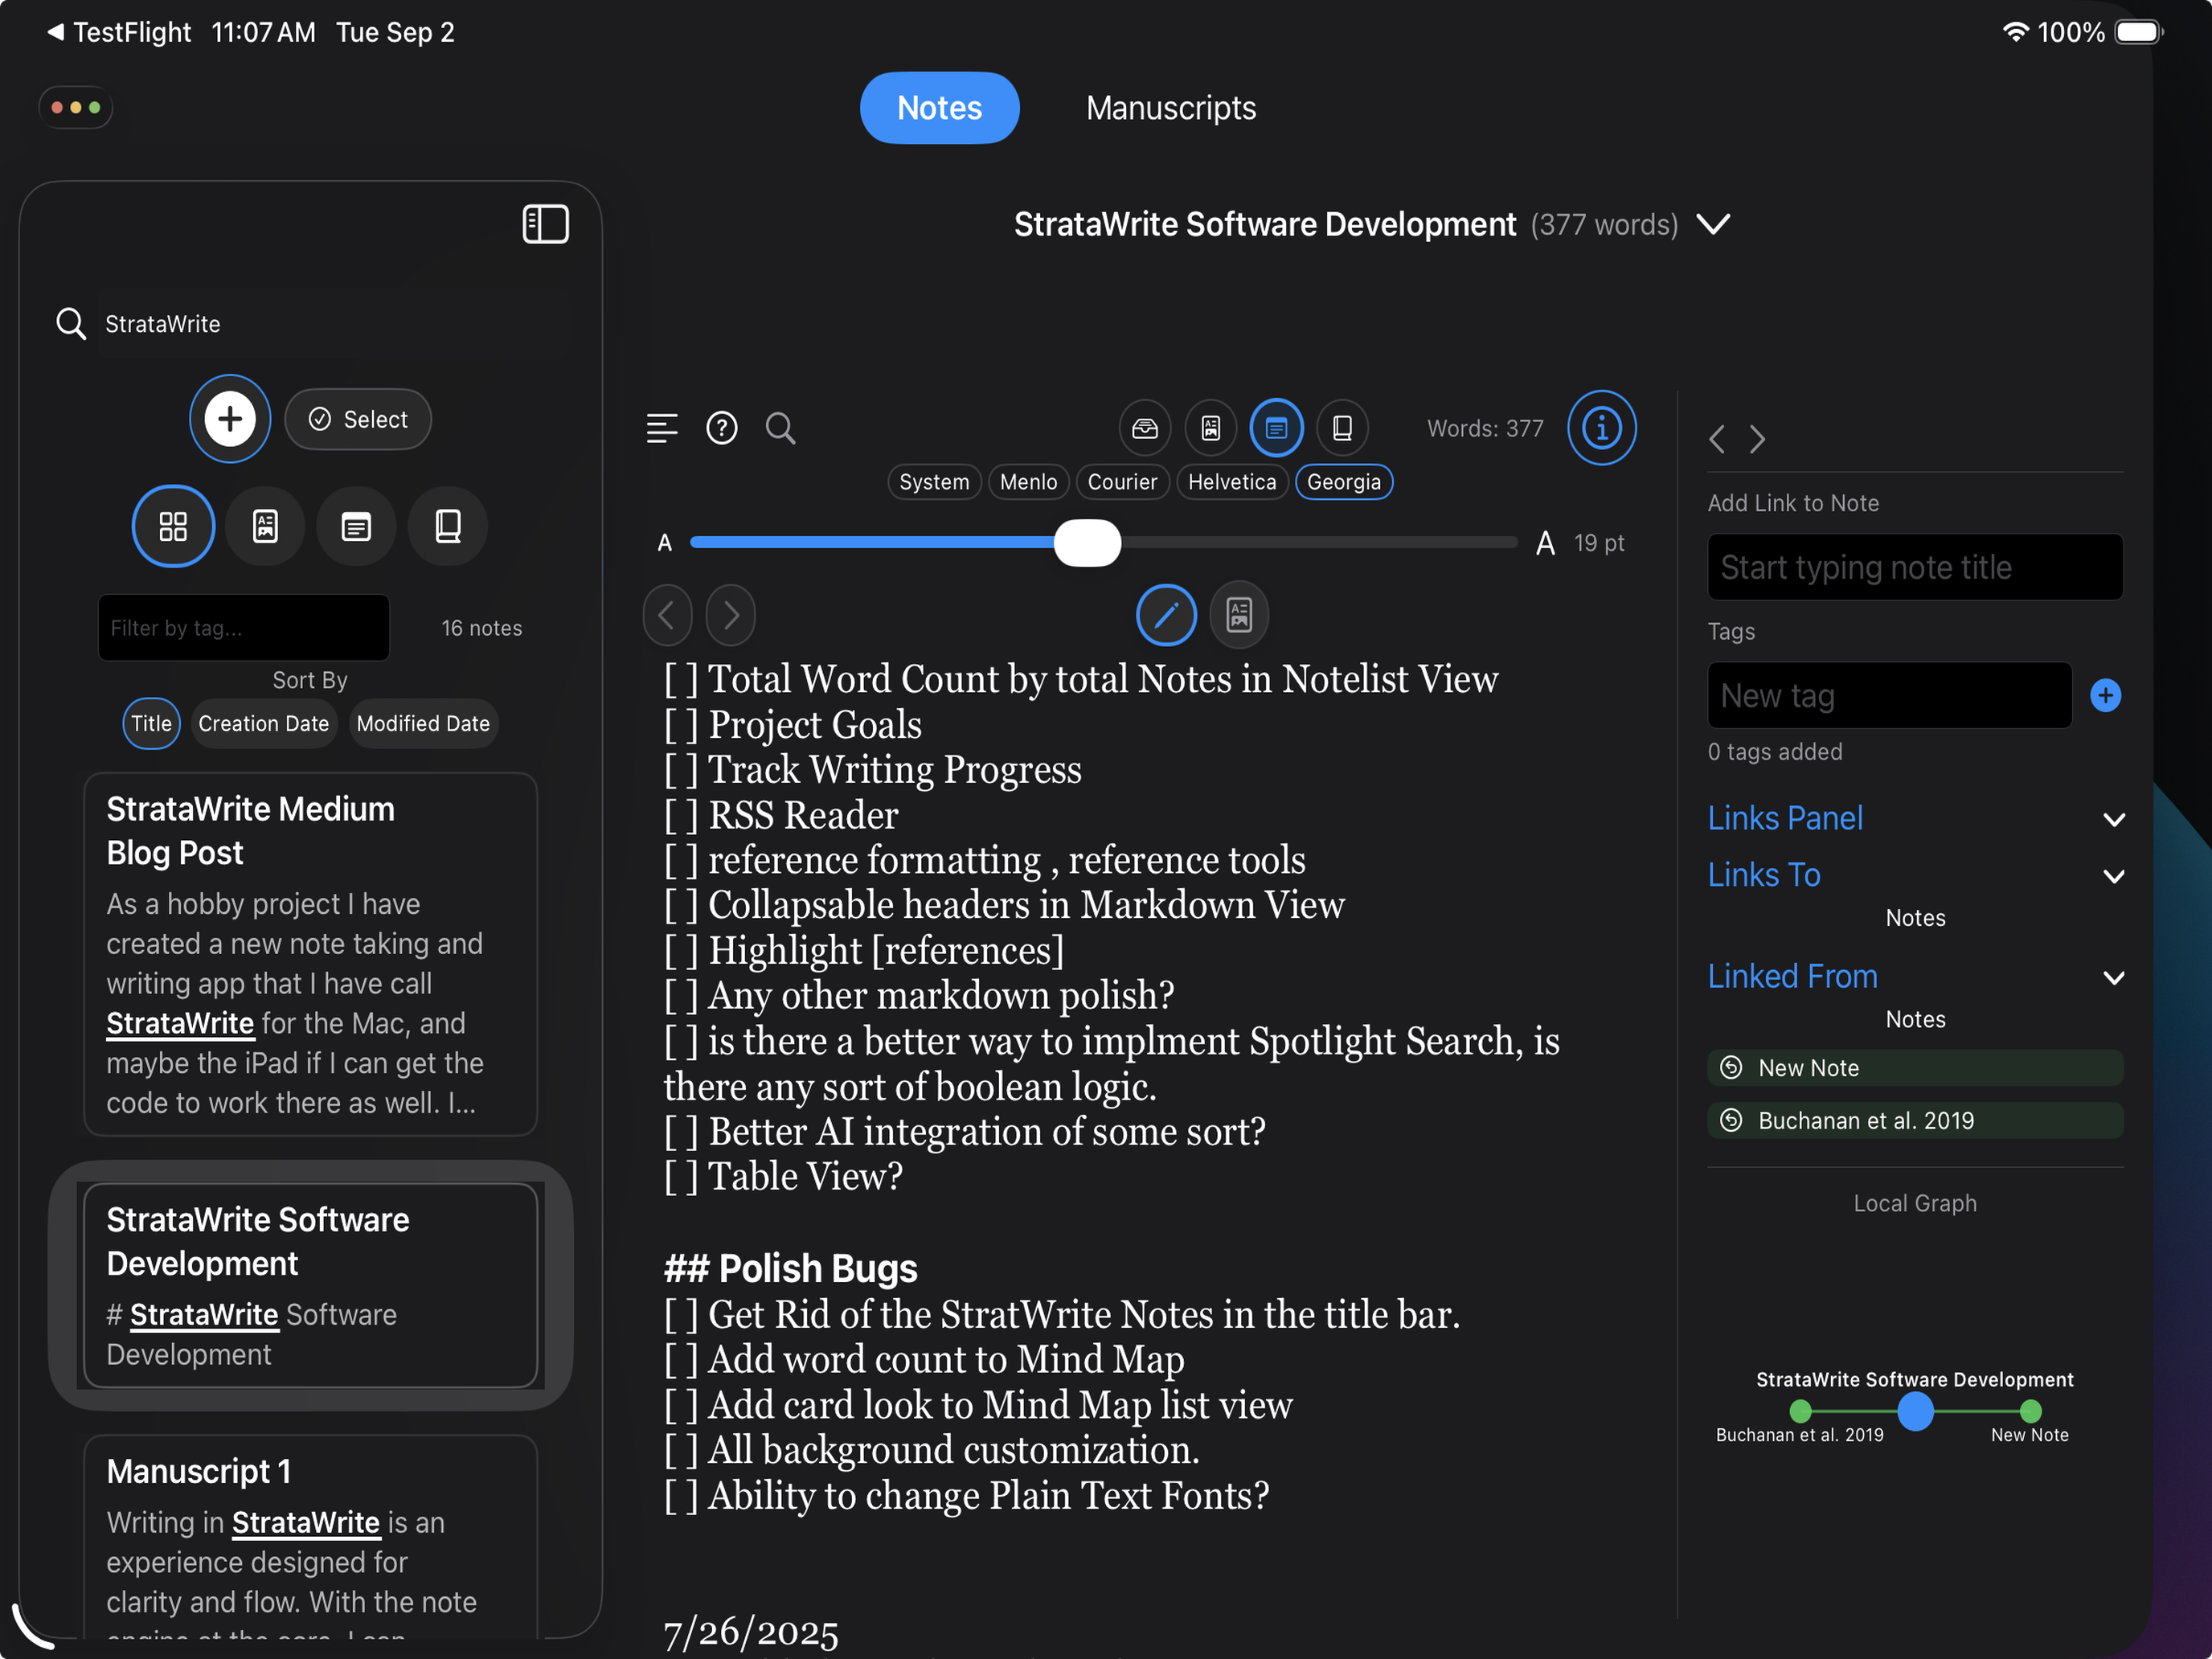 TestFlight 11:07 AM Tue Sep 2
100%
Notes Manuscripts
StrataWrite Software Development (377 words)
StrataWrite
Select
Filter by tag... 16 notes
Sort By
Title Creation Date Modified Date
StrataWrite Medium
Blog Post
As a hobby project I have
created a new note taking and
writing app that I have call
StrataWrite for the Mac, and
maybe the iPad if I can get the
code to work there as well. I...
StrataWrite Software
Development
# StrataWrite Software
Development
Manuscript 1
Writing in StrataWrite is an
experience designed for
clarity and flow. With the note
engine at the core, I can
Words: 377
System Menlo Courier Helvetica Georgia
A A 19 pt
[ ] Total Word Count by total Notes in Notelist View
[ ] Project Goals
[ ] Track Writing Progress
[ ] RSS Reader
[ ] reference formatting , reference tools
[ ] Collapsable headers in Markdown View
[ ] Highlight [references]
[ ] Any other markdown polish?
[ ] is there a better way to implment Spotlight Search, is
there any sort of boolean logic.
[ ] Better AI integration of some sort?
[ ] Table View?
## Polish Bugs
[ ] Get Rid of the StratWrite Notes in the title bar.
[ ] Add word count to Mind Map
[ ] Add card look to Mind Map list view
[ ] All background customization.
[ ] Ability to change Plain Text Fonts?
7/26/2025
Add Link to Note
Start typing note title
Tags
New tag
0 tags added
Links Panel
Links To
Notes
Linked From
Notes
New Note
Buchanan et al. 2019
Local Graph
StrataWrite Software Development
Buchanan et al. 2019 New Note